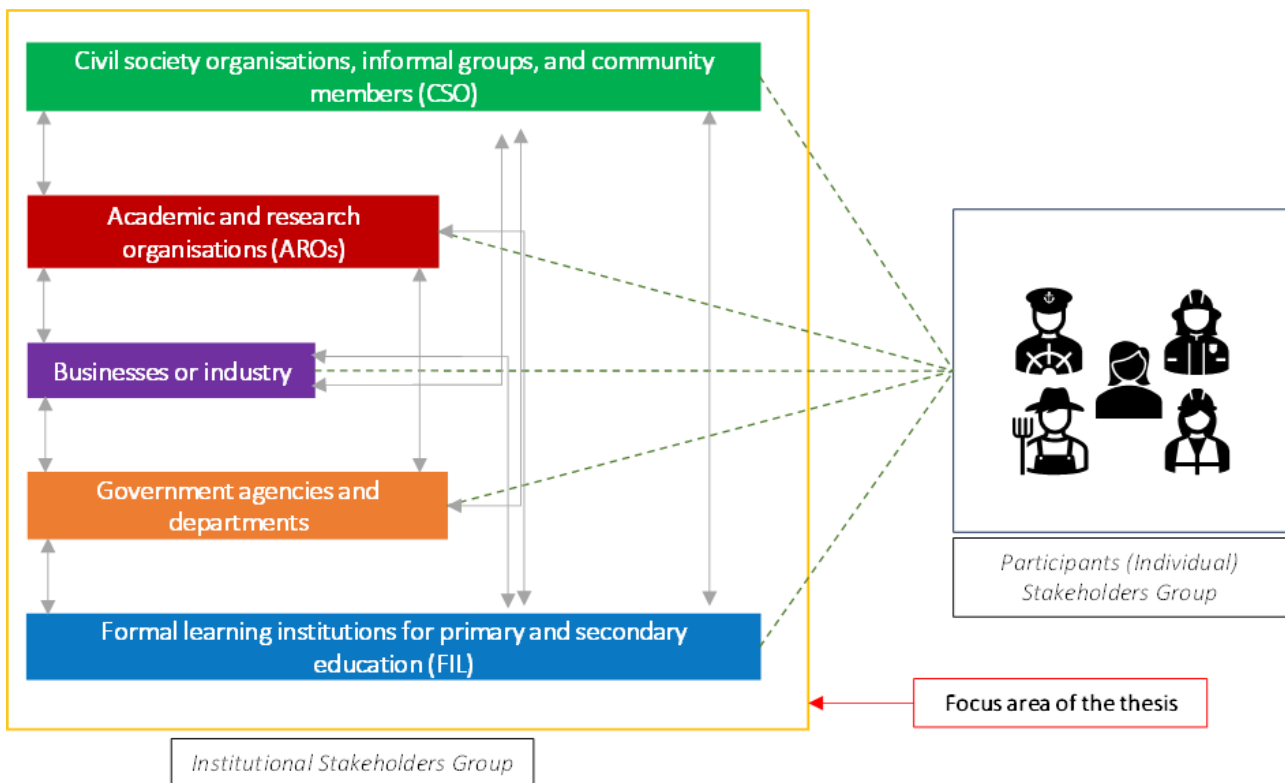 Civil society organisations, informal groups, and community
members (CSO)
Academic and research
organisations (AROs)
Businesses or industry
Government agencies and
departments
Formal learning institutions for primary and secondary
education (FIL)
Participants (Individual)
Stakeholders Group
Focus area of the thesis
Institutional Stakeholders Group